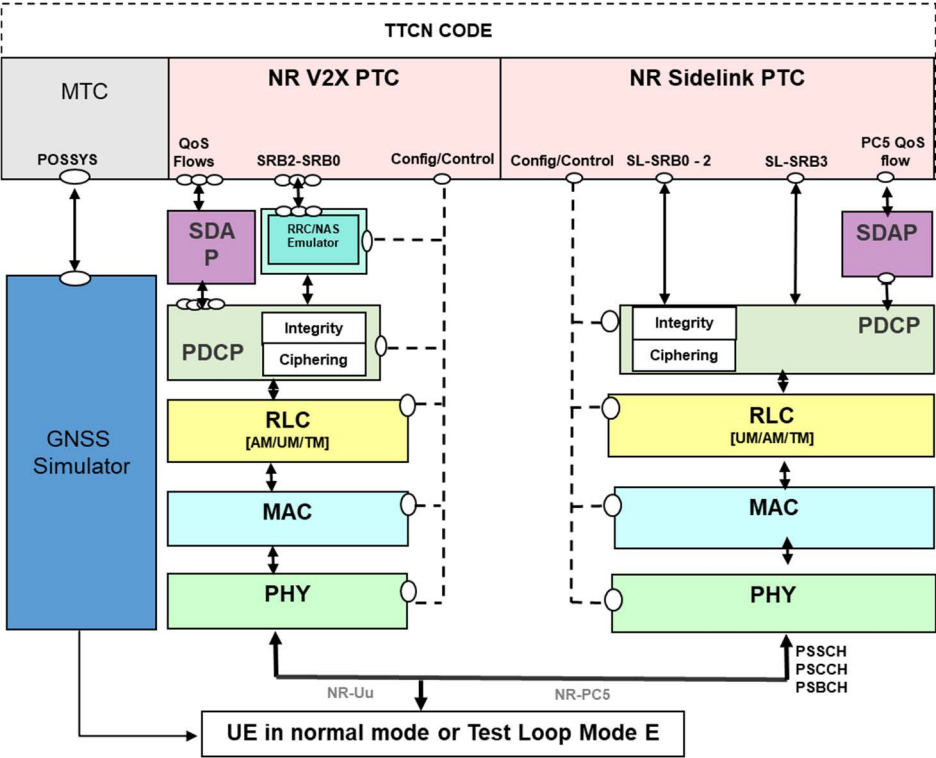 TTCN CODE
MTC
NR V2X PTC
NR Sidelink PTC
POSSYS
QoS
Flows
SRB2-SRB0
Config/Control
Config/Control
SL-SRB0 - 2
SL-SRB3
PC5 QoS
flow
SDA
P
RRC/NAS
Emulator
SDAP
PDCP
Integrity
Ciphering
Integrity
Ciphering
PDCP
GNSS
Simulator
RLC
[AM/UM/TM]
RLC
[UM/AM/TM]
MAC
MAC
PHY
PHY
PSSCH
PSCCH
PSBCH
NR-Uu
NR-PC5
UE in normal mode or Test Loop Mode E